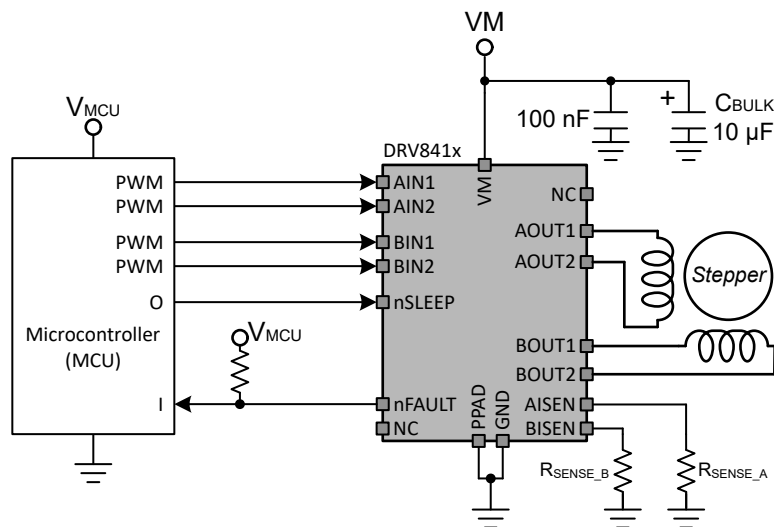 VM
VMCU
100 nF
+
CBULK
10 µF
DRV841x
PWM
PWM
PWM
PWM
O
Microcontroller
(MCU)
I
VMCU
AIN1
AIN2
BIN1
BIN2
nSLEEP
nFAULT
NC
VM
NC
AOUT1
AOUT2
BOUT1
BOUT2
AISEN
BISEN
PPAD
GND
Stepper
RSENSE_B
RSENSE_A